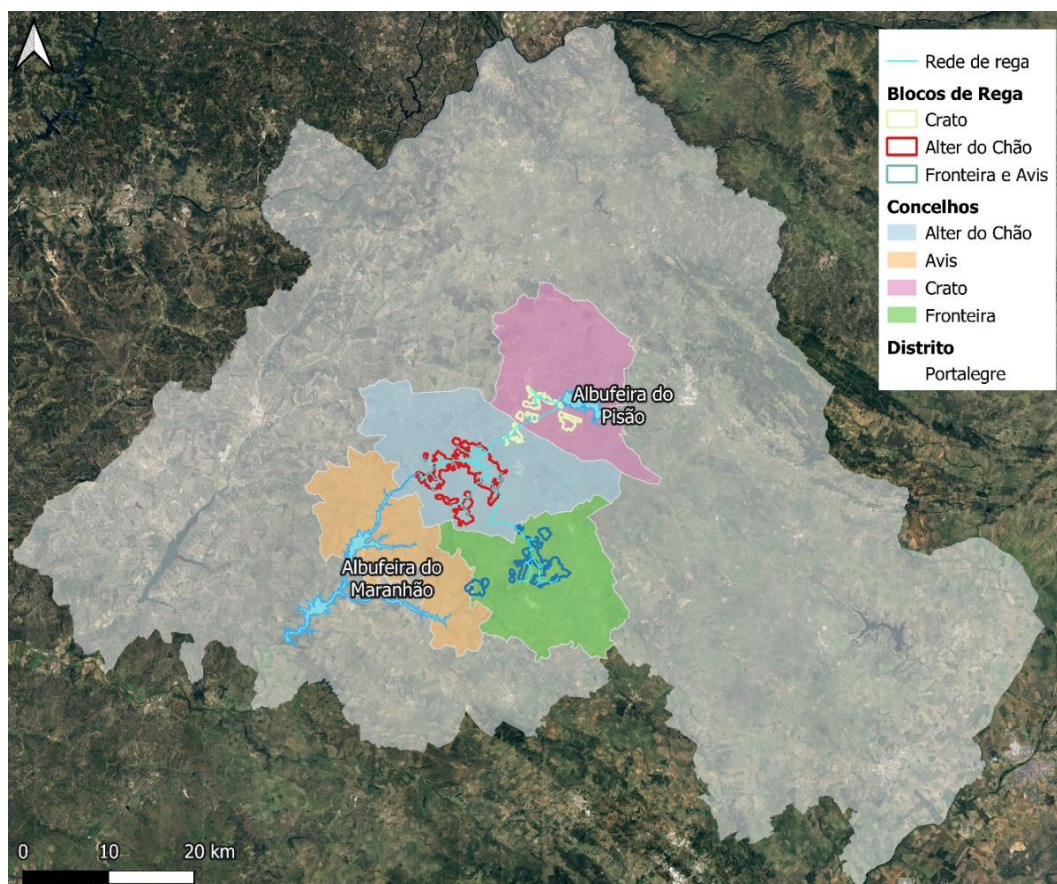 Rede de rega
Blocos de Rega
Crato
Alter do Chão
Fronteira e Avis
Concelhos
Alter do Chão
Avis
Crato
Fronteira
Distrito
Portalegre
Albufeira do
Pisão
Albufeira do
Maranhão
0 10 20 km